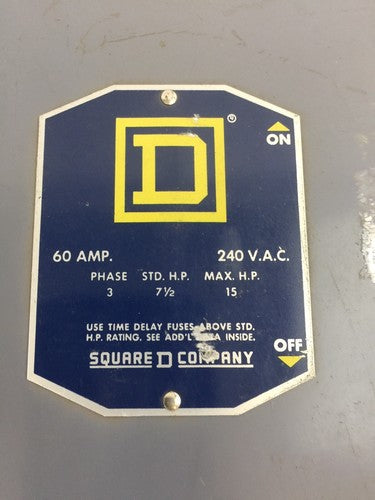 D
®
ON
60 AMP. 240 V.A.C.
PHASE STD. H.P. MAX. H.P.
3 7½ 15
USE TIME DELAY FUSES ABOVE STD.
H.P. RATING. SEE ADD'L DATA INSIDE.
OFF
SQUARE D COMPANY